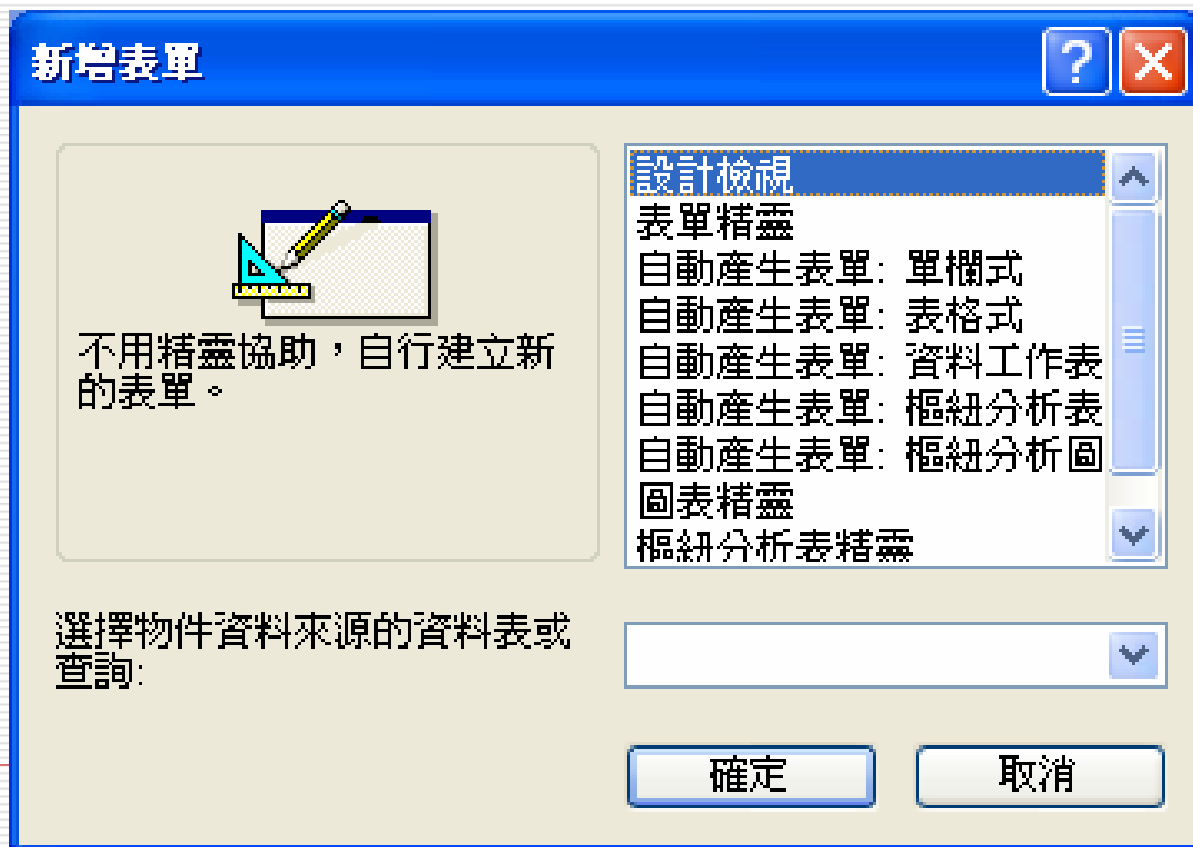 新增表單
不用精靈協助，自行建立新
的表單。
設計檢視
表單精靈
自動產生表單: 單欄式
自動產生表單: 表格式
自動產生表單: 資料工作表
自動產生表單: 樞紐分析表
自動產生表單: 樞紐分析圖
圖表精靈
樞紐分析表精靈
選擇物件資料來源的資料表或
查詢:
確定
取消